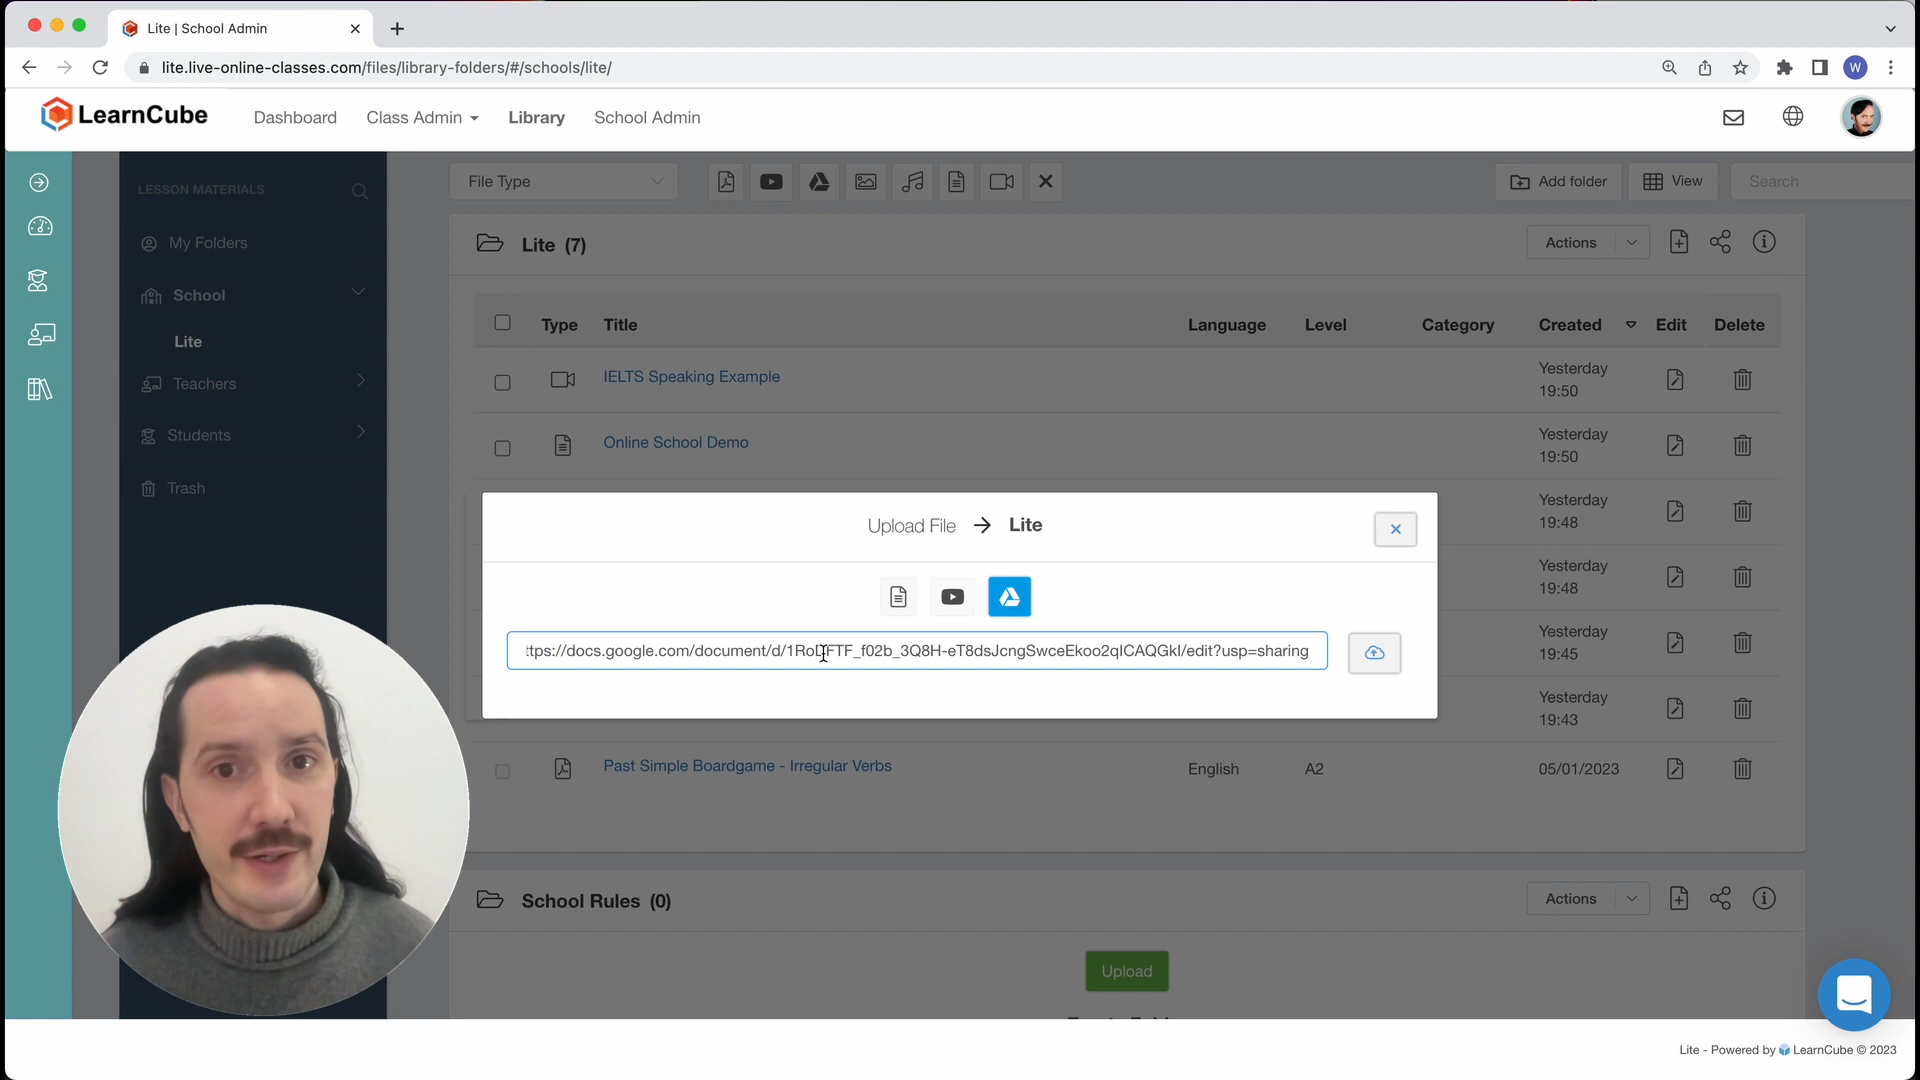 Lite | School Admin
lite.live-online-classes.com/files/library-folders/#/schools/lite/
W
LearnCube
Dashboard
Class Admin
Library
School Admin
LESSON MATERIALS
My Folders
School
Lite
Teachers
Students
Trash
File Type
Add folder
View
Search
Lite (7)
Actions
Type Title Language Level Category Created Edit Delete
IELTS Speaking Example
Yesterday
19:50
Online School Demo
Yesterday
19:50
Yesterday
19:48
Yesterday
19:48
Yesterday
19:45
Yesterday
19:43
Upload File → Lite
ttps://docs.google.com/document/d/1RoDFTF_f02b_3Q8H-eT8dsJcngSwceEkoo2qICAQGkI/edit?usp=sharing
Past Simple Boardgame - Irregular Verbs English A2 05/01/2023
School Rules (0)
Actions
Upload
Lite - Powered by LearnCube © 2023